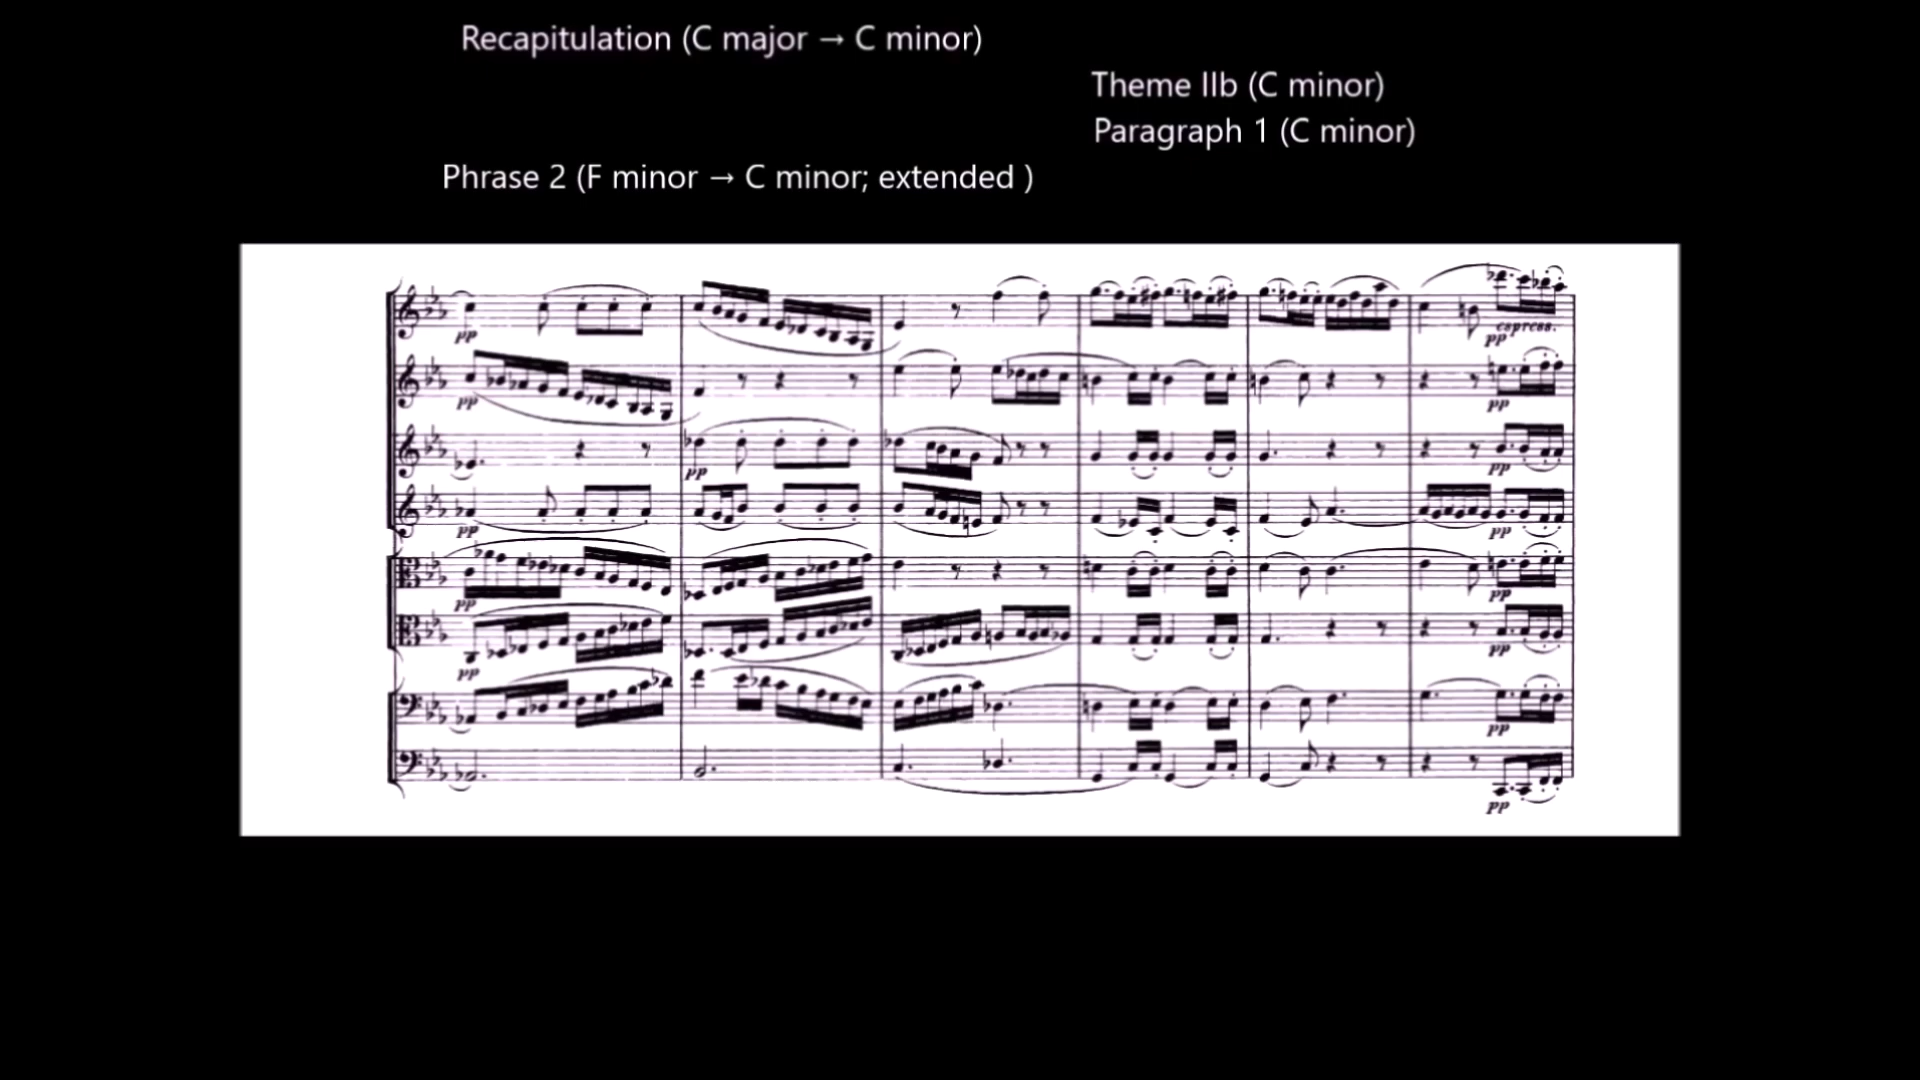 Recapitulation (C major → C minor)
Theme IIb (C minor)
Paragraph 1 (C minor)
Phrase 2 (F minor → C minor; extended )
pp
espress.
pp
pp
pp
pp
pp
pp
pp
pp
pp
pp
pp
pp
pp